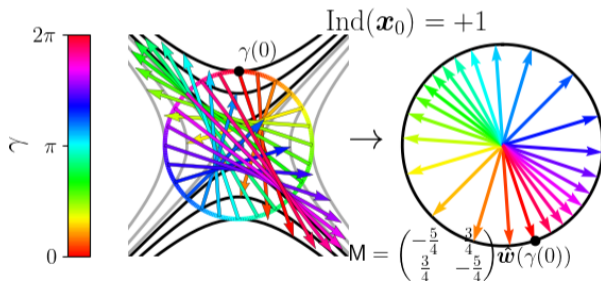 Ind(x₀) = +1
2π
γ(0)
γ
π
→
0
M = (-5/4 3/4
3/4 -5/4) ŵ(γ(0))